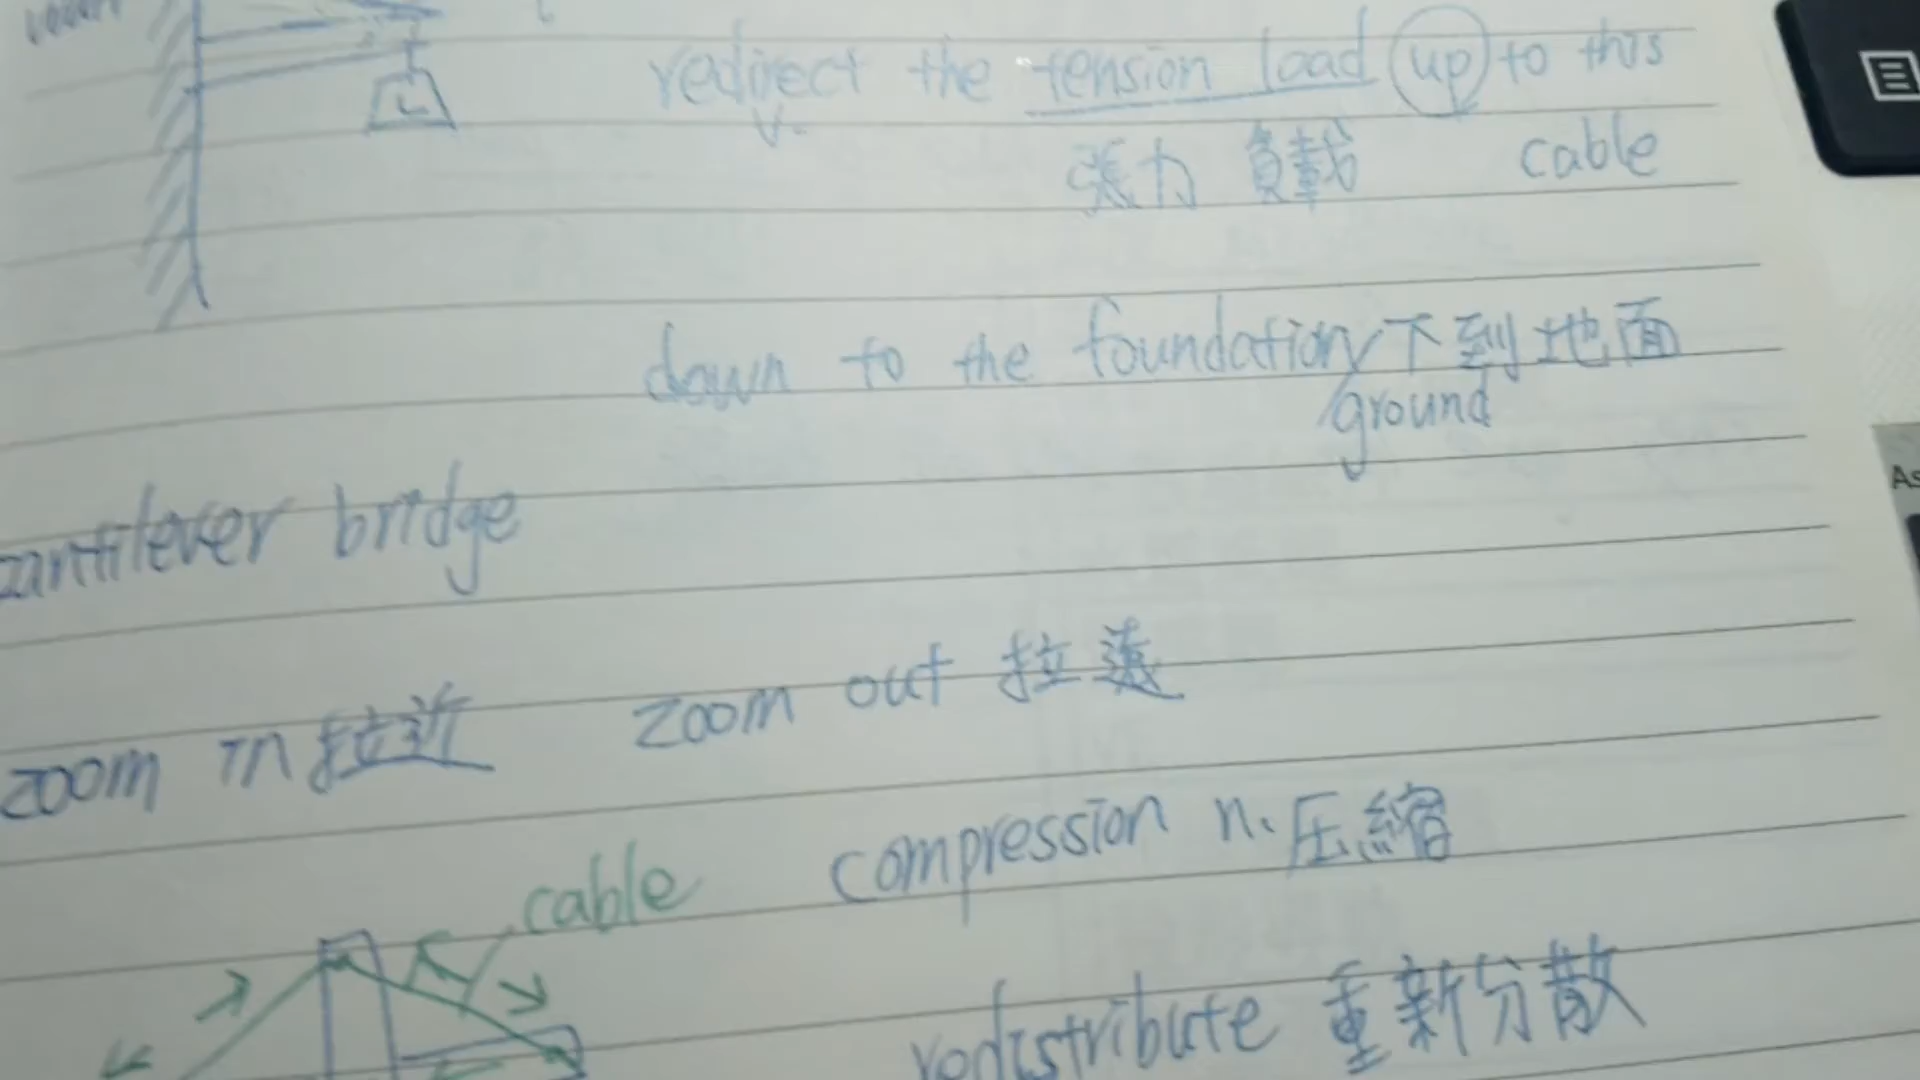 redirect the tension load up to this
v.
張力 負載 cable
L
down to the foundation 下到地面
ground
cantilever bridge
zoom in 拉近 zoom out 拉遠
compression n. 压縮
cable
redistribute 重新分散
As